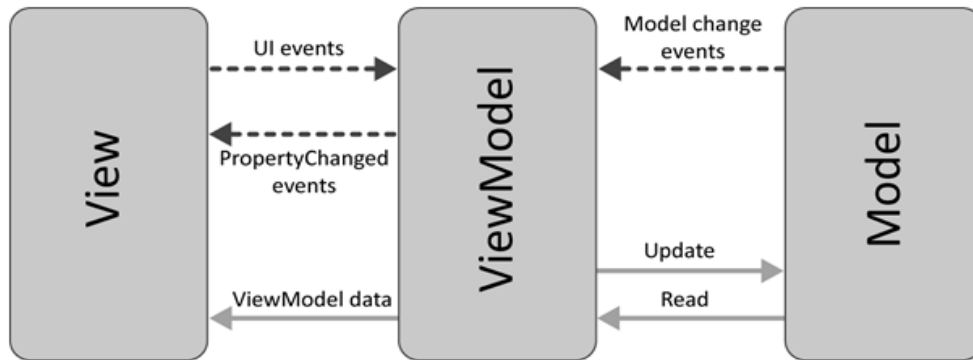 View
UI events
PropertyChanged
events
ViewModel data
ViewModel
Model change
events
Update
Read
Model